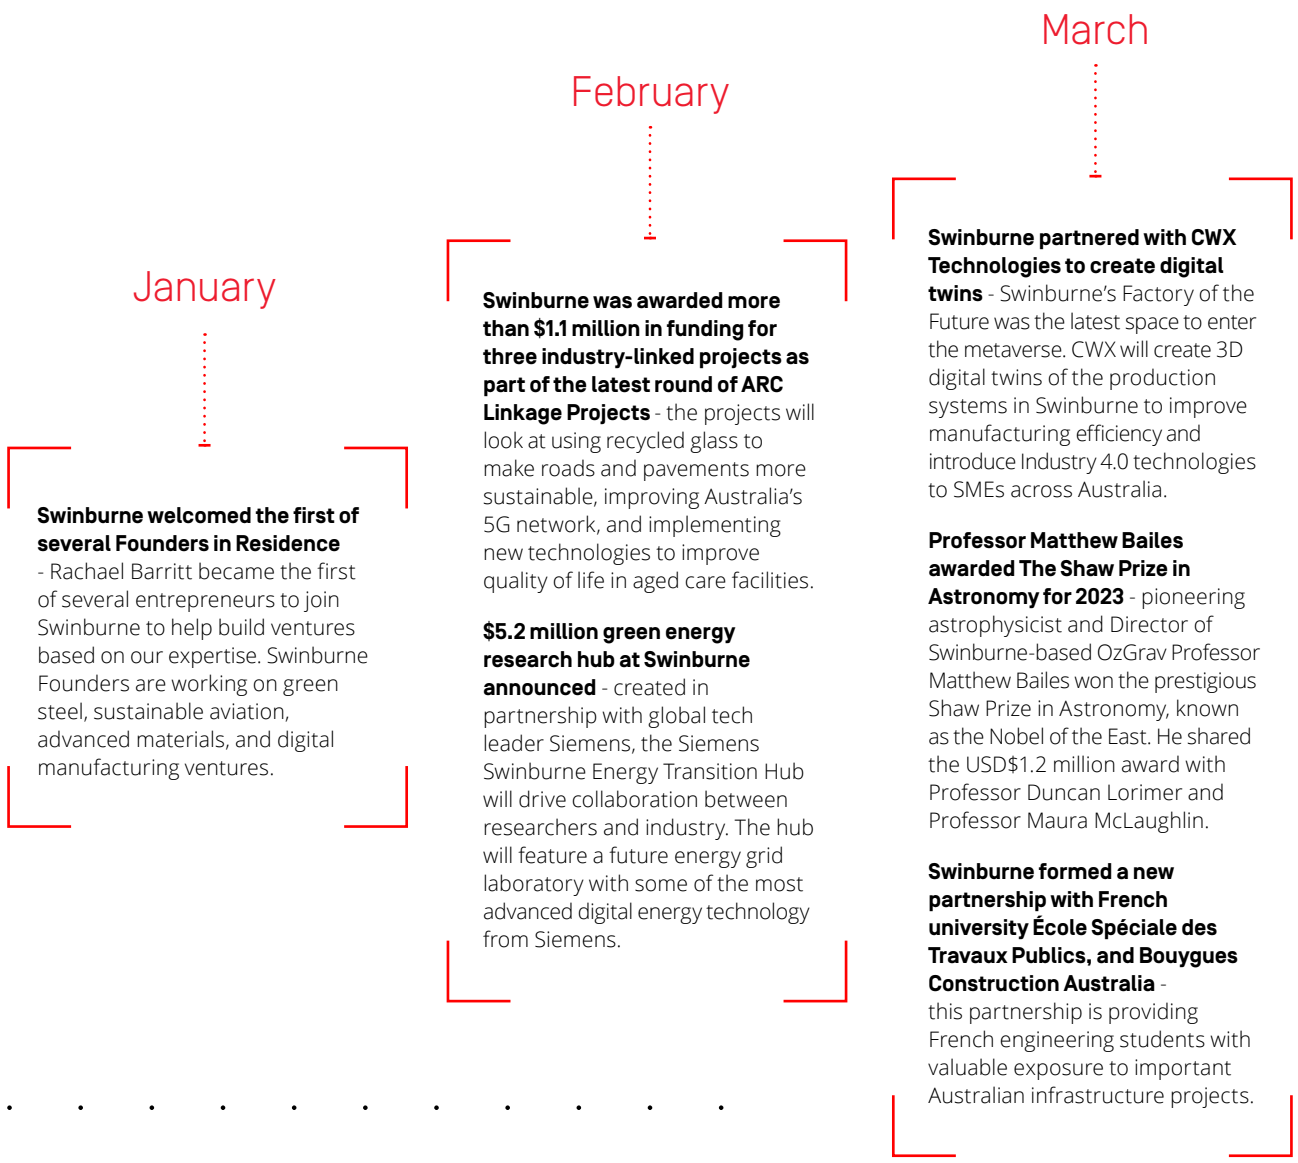 January
Swinburne welcomed the first of
several Founders in Residence
- Rachael Barritt became the first
of several entrepreneurs to join
Swinburne to help build ventures
based on our expertise. Swinburne
Founders are working on green
steel, sustainable aviation,
advanced materials, and digital
manufacturing ventures.
February
Swinburne was awarded more
than $1.1 million in funding for
three industry-linked projects as
part of the latest round of ARC
Linkage Projects - the projects will
look at using recycled glass to
make roads and pavements more
sustainable, improving Australia’s
5G network, and implementing
new technologies to improve
quality of life in aged care facilities.
$5.2 million green energy
research hub at Swinburne
announced - created in
partnership with global tech
leader Siemens, the Siemens
Swinburne Energy Transition Hub
will drive collaboration between
researchers and industry. The hub
will feature a future energy grid
laboratory with some of the most
advanced digital energy technology
from Siemens.
March
Swinburne partnered with CWX
Technologies to create digital
twins - Swinburne’s Factory of the
Future was the latest space to enter
the metaverse. CWX will create 3D
digital twins of the production
systems in Swinburne to improve
manufacturing efficiency and
introduce Industry 4.0 technologies
to SMEs across Australia.
Professor Matthew Bailes
awarded The Shaw Prize in
Astronomy for 2023 - pioneering
astrophysicist and Director of
Swinburne-based OzGrav Professor
Matthew Bailes won the prestigious
Shaw Prize in Astronomy, known
as the Nobel of the East. He shared
the USD$1.2 million award with
Professor Duncan Lorimer and
Professor Maura McLaughlin.
Swinburne formed a new
partnership with French
university École Spéciale des
Travaux Publics, and Bouygues
Construction Australia -
this partnership is providing
French engineering students with
valuable exposure to important
Australian infrastructure projects.